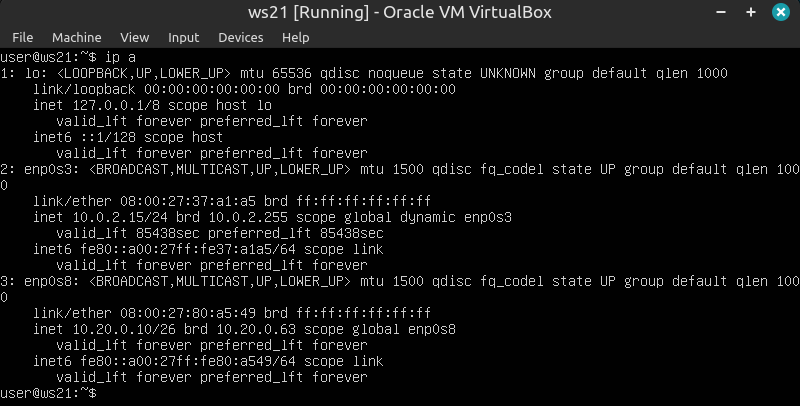 ws21 [Running] - Oracle VM VirtualBox
File Machine View Input Devices Help
user@ws21:~$ ip a
1: lo: <LOOPBACK,UP,LOWER_UP> mtu 65536 qdisc noqueue state UNKNOWN group default qlen 1000
    link/loopback 00:00:00:00:00:00 brd 00:00:00:00:00:00
    inet 127.0.0.1/8 scope host lo
       valid_lft forever preferred_lft forever
    inet6 ::1/128 scope host
       valid_lft forever preferred_lft forever
2: enp0s3: <BROADCAST,MULTICAST,UP,LOWER_UP> mtu 1500 qdisc fq_codel state UP group default qlen 100
0
    link/ether 08:00:27:37:a1:a5 brd ff:ff:ff:ff:ff:ff
    inet 10.0.2.15/24 brd 10.0.2.255 scope global dynamic enp0s3
       valid_lft 85438sec preferred_lft 85438sec
    inet6 fe80::a00:27ff:fe37:a1a5/64 scope link
       valid_lft forever preferred_lft forever
3: enp0s8: <BROADCAST,MULTICAST,UP,LOWER_UP> mtu 1500 qdisc fq_codel state UP group default qlen 100
0
    link/ether 08:00:27:80:a5:49 brd ff:ff:ff:ff:ff:ff
    inet 10.20.0.10/26 brd 10.20.0.63 scope global enp0s8
       valid_lft forever preferred_lft forever
    inet6 fe80::a00:27ff:fe80:a549/64 scope link
       valid_lft forever preferred_lft forever
user@ws21:~$